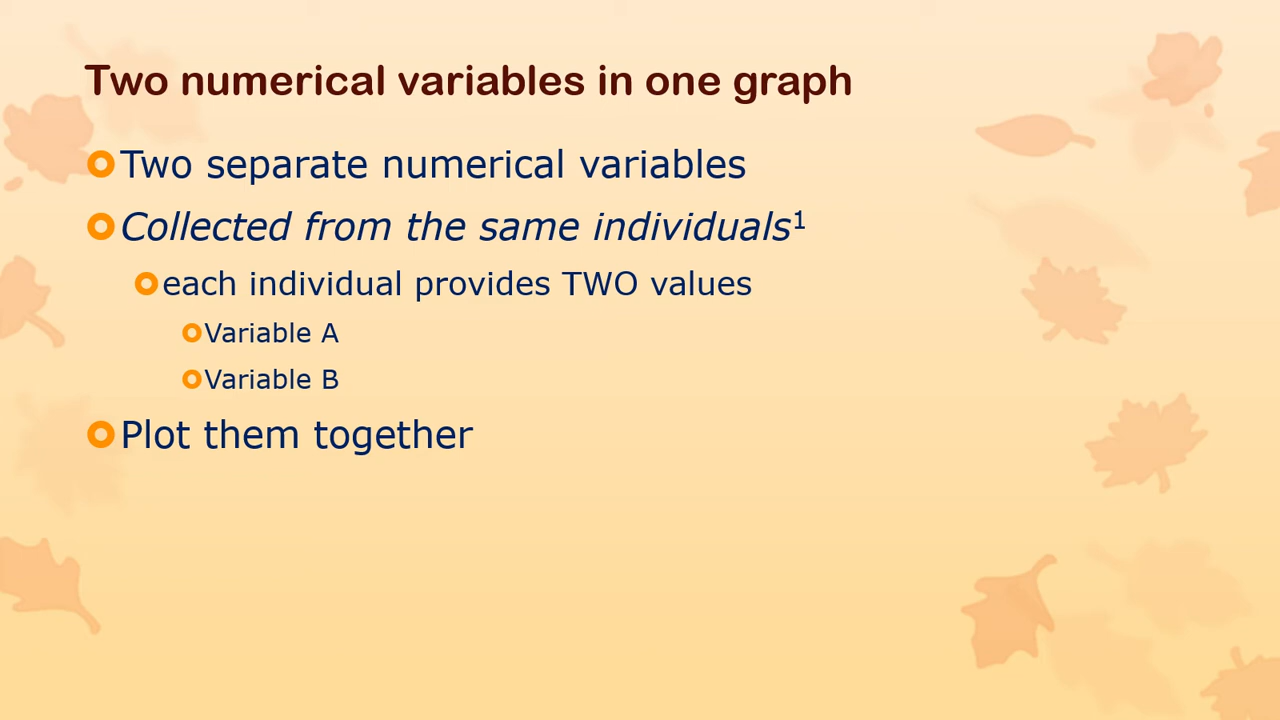 Two numerical variables in one graph
Two separate numerical variables
Collected from the same individuals¹
each individual provides TWO values
Variable A
Variable B
Plot them together